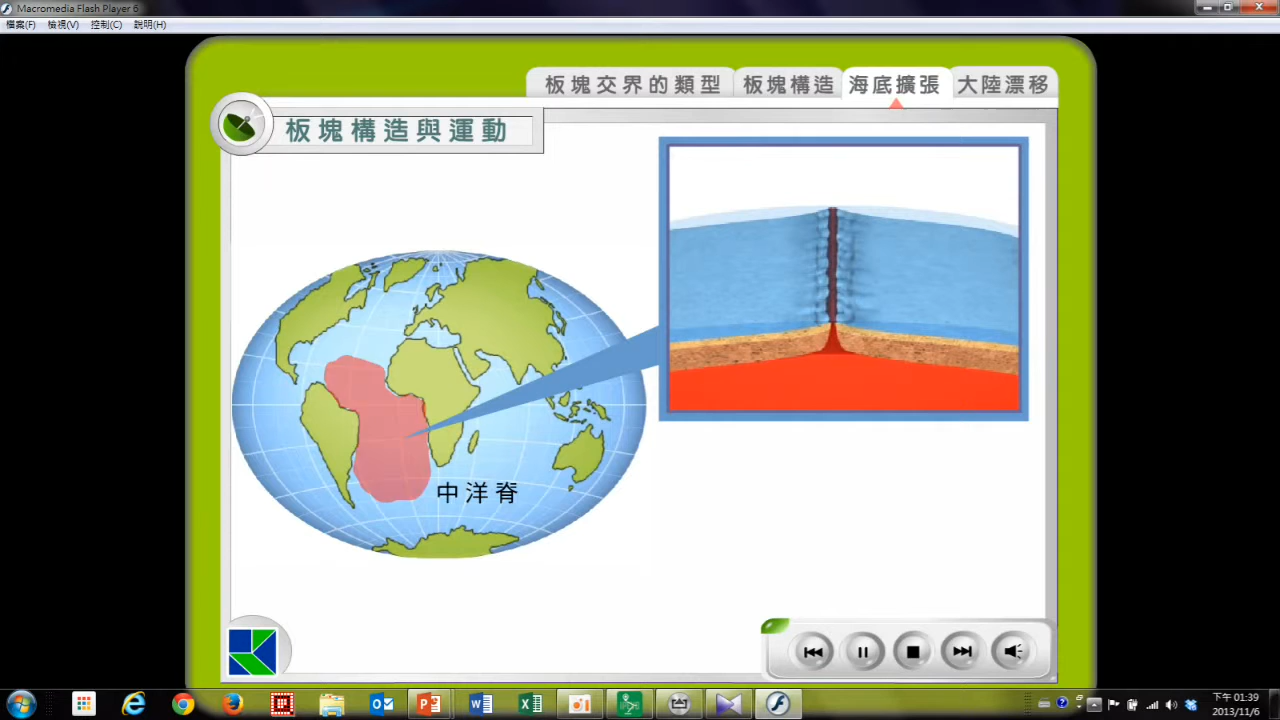 Macromedia Flash Player 6
檔案(F) 檢視(V) 控制(C) 說明(H)
板塊交界的類型 板塊構造 海底擴張 大陸漂移
板塊構造與運動
中洋脊
下午 01:39
2013/11/6